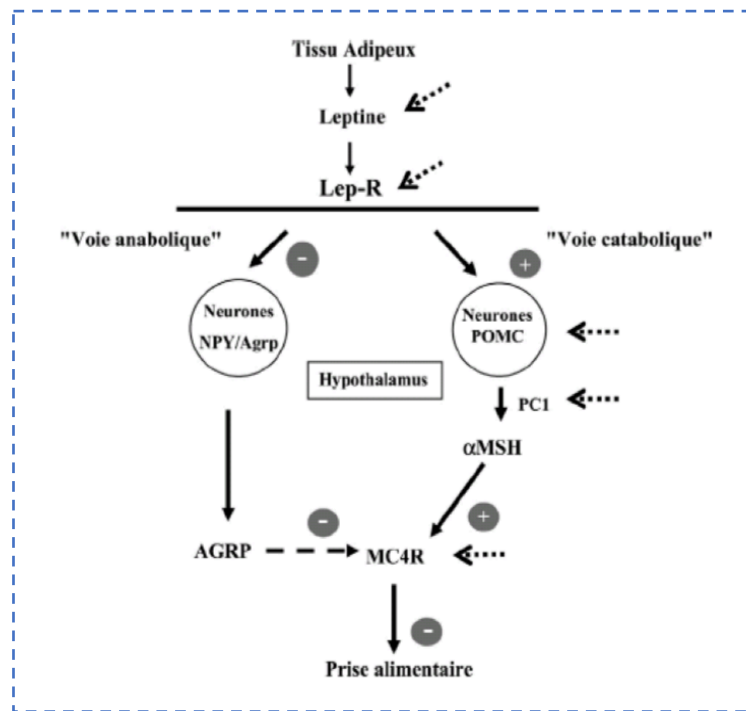 Tissu Adipeux
Leptine
Lep-R
"Voie anabolique"
"Voie catabolique"
-
+
Neurones
NPY/Agrp
Neurones
POMC
Hypothalamus
PC1
αMSH
-
+
AGRP
MC4R
-
Prise alimentaire